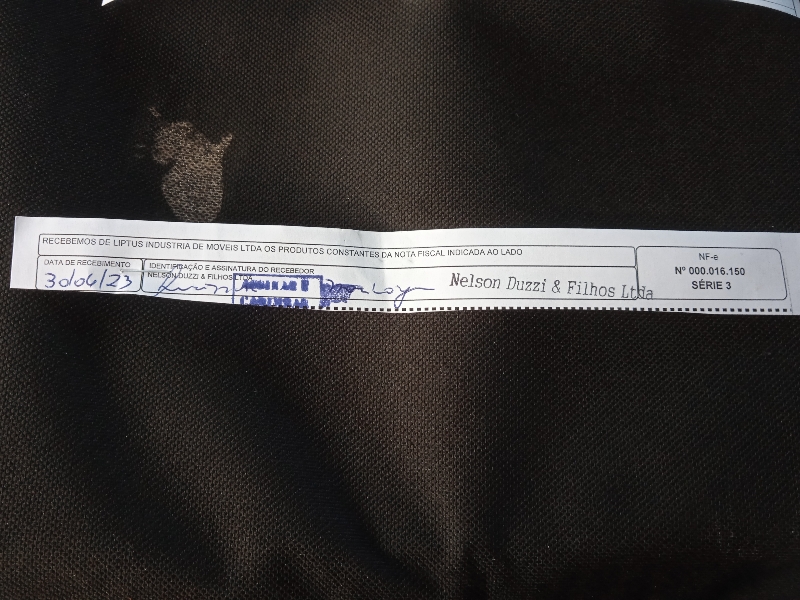 RECEBEMOS DE LIPTUS INDUSTRIA DE MOVEIS LTDA OS PRODUTOS CONSTANTES DA NOTA FISCAL INDICADA AO LADO
DATA DE RECEBIMENTO
30/06/23
IDENTIFICAÇÃO E ASSINATURA DO RECEBEDOR
NELSON DUZZI & FILHOS LTDA
Nelson Duzzi & Filhos Ltda
NF-e
Nº 000.016.150
SÉRIE 3